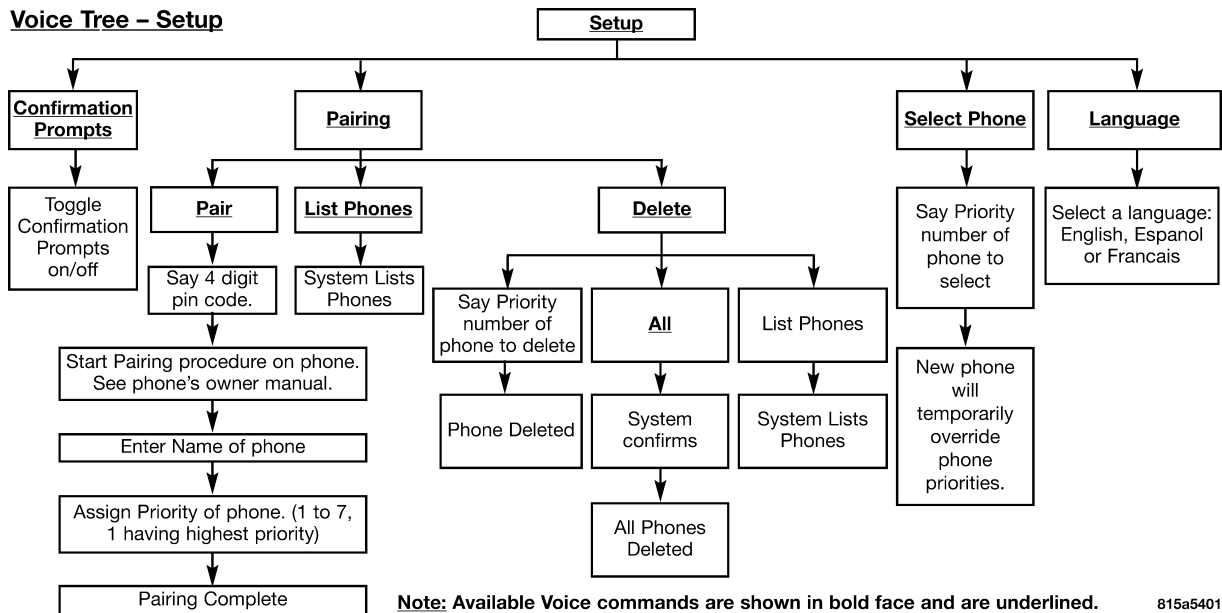 Voice Tree – Setup
Setup
Confirmation
Prompts
Pairing
Select Phone
Language
Toggle
Confirmation
Prompts
on/off
Pair
List Phones
Delete
Say Priority
number of
phone to
select
Select a language:
English, Espanol
or Francais
Say 4 digit
pin code.
System Lists
Phones
Say Priority
number of
phone to delete
All
List Phones
Start Pairing procedure on phone.
See phone's owner manual.
New phone
will
temporarily
override
phone
priorities.
Phone Deleted
System
confirms
System Lists
Phones
Enter Name of phone
Assign Priority of phone. (1 to 7,
1 having highest priority)
All Phones
Deleted
Pairing Complete
Note: Available Voice commands are shown in bold face and are underlined.
815a5401